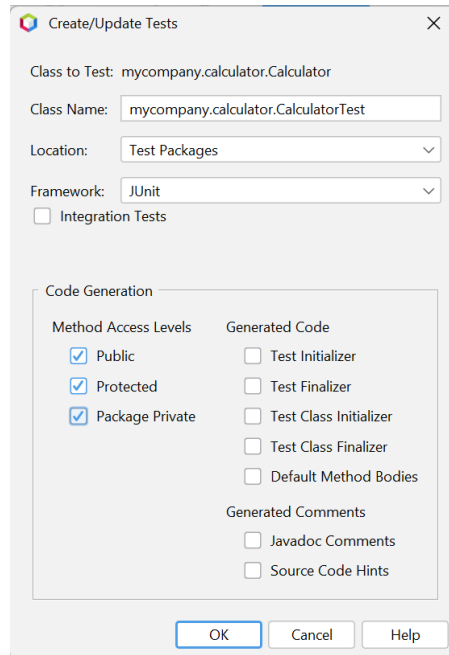 Create/Update Tests
Class to Test: mycompany.calculator.Calculator
Class Name: mycompany.calculator.CalculatorTest
Location: Test Packages
Framework: JUnit
Integration Tests
Code Generation
Method Access Levels
Public
Protected
Package Private
Generated Code
Test Initializer
Test Finalizer
Test Class Initializer
Test Class Finalizer
Default Method Bodies
Generated Comments
Javadoc Comments
Source Code Hints
OK Cancel Help